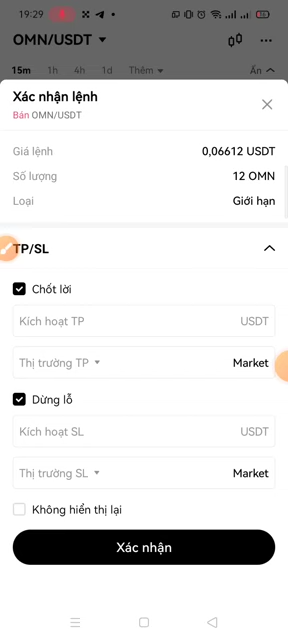 19:29
OMN/USDT
15m 1h 4h 1d Thêm Ẩn
Xác nhận lệnh
Bán OMN/USDT
Giá lệnh 0,06612 USDT
Số lượng 12 OMN
Loại Giới hạn
TP/SL
Chốt lời
Kích hoạt TP USDT
Thị trường TP Market
Dừng lỗ
Kích hoạt SL USDT
Thị trường SL Market
Không hiển thị lại
Xác nhận